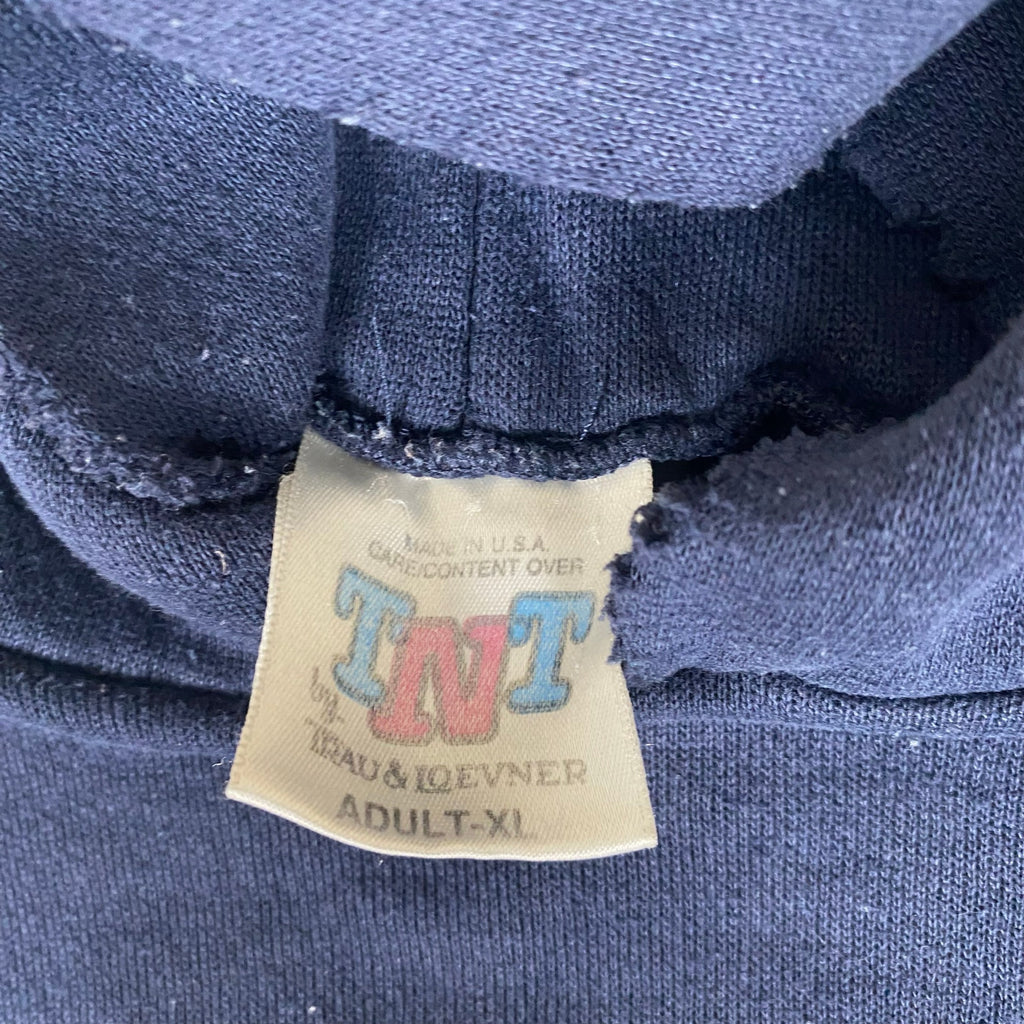 MADE IN U.S.A.
CARE/CONTENT OVER
TNT
by
TRAU & LOEVNER
ADULT-XL